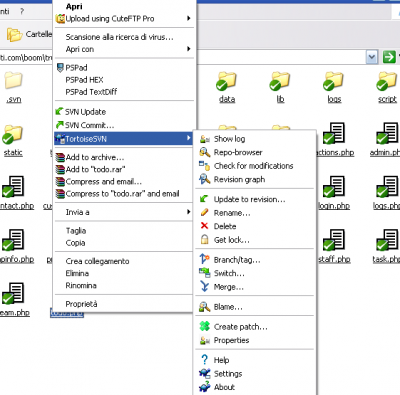 nti ?
Apri
Upload using CuteFTP Pro
Cartelle
Scansione alla ricerca di virus...
Apri con
ti.com\boom\tr
PSPad
PSPad HEX
PSPad TextDiff
.svn
data
lib
logs
script
SVN Update
SVN Commit...
TortoiseSVN
static
Show log
Repo-browser
Check for modifications
Revision graph
actions.php
admin.php
Add to archive...
Add to "todo.rar"
Compress and email...
Compress to "todo.rar" and email
Update to revision...
Rename...
Delete
Get lock...
ntact.php
login.php
logs.php
Invia a
Taglia
Copia
Branch/tag...
Switch...
Merge...
pinfo.php
staff.php
task.php
Crea collegamento
Elimina
Rinomina
Blame...
Proprietà
eam.php
Create patch...
Properties
Help
Settings
About